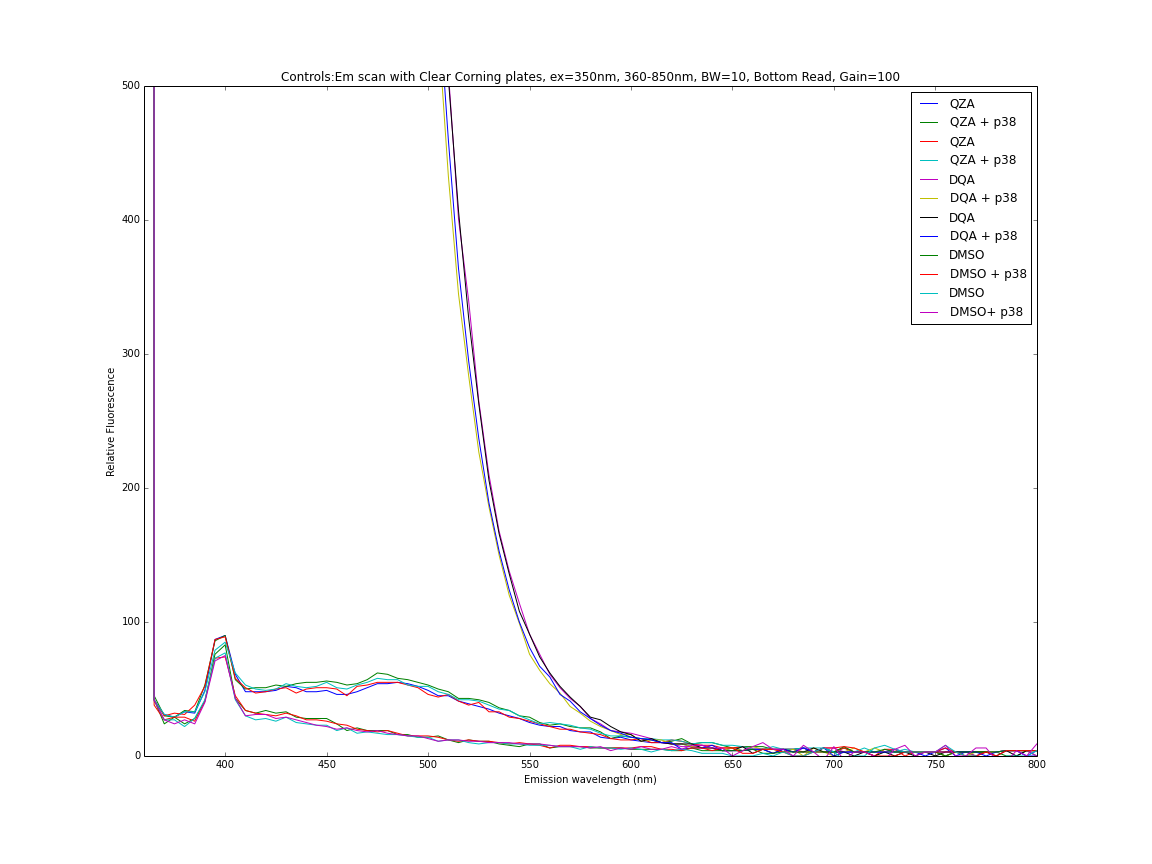 Controls:Em scan with Clear Corning plates, ex=350nm, 360-850nm, BW=10, Bottom Read, Gain=100
500
400
300
200
100
0
Relative Fluorescence
QZA
QZA + p38
QZA
QZA + p38
DQA
DQA + p38
DQA
DQA + p38
DMSO
DMSO + p38
DMSO
DMSO+ p38
400 450 500 550 600 650 700 750 800
Emission wavelength (nm)